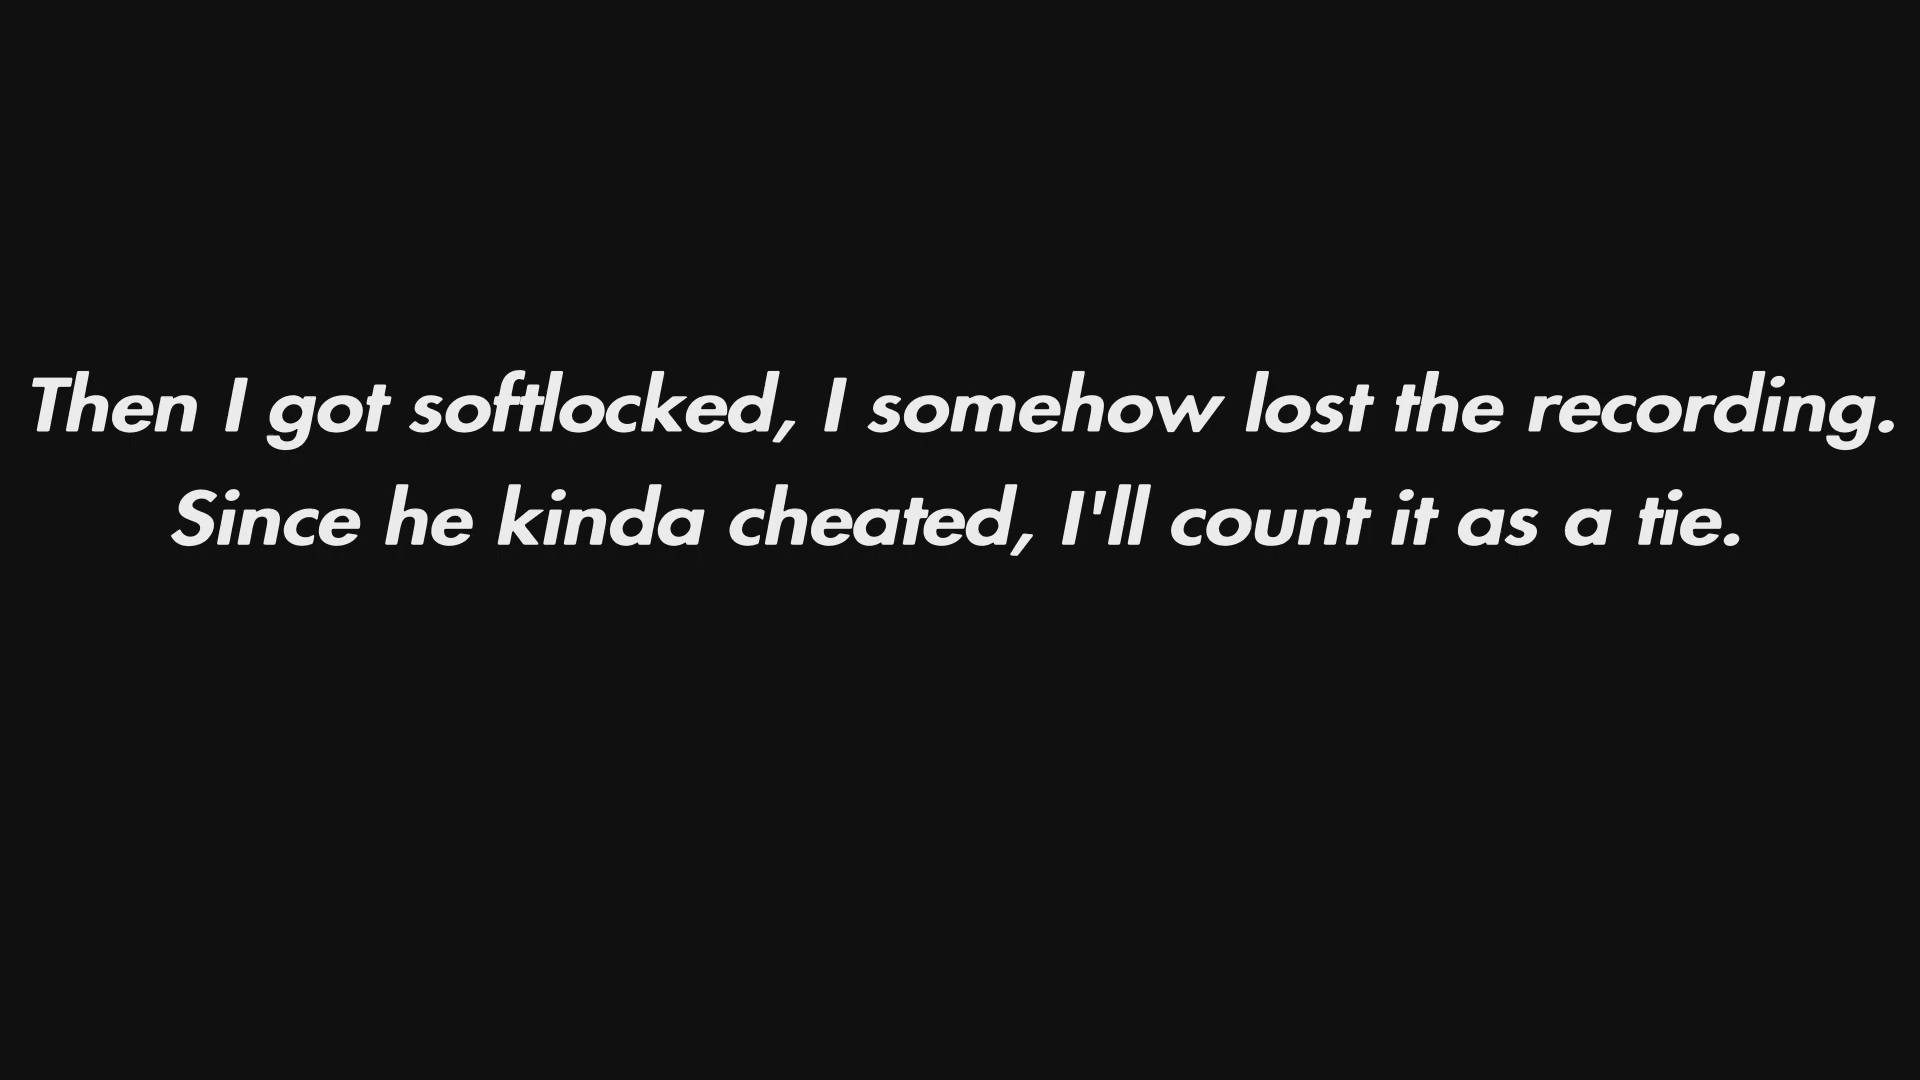 Then I got softlocked, I somehow lost the recording.
Since he kinda cheated, I'll count it as a tie.